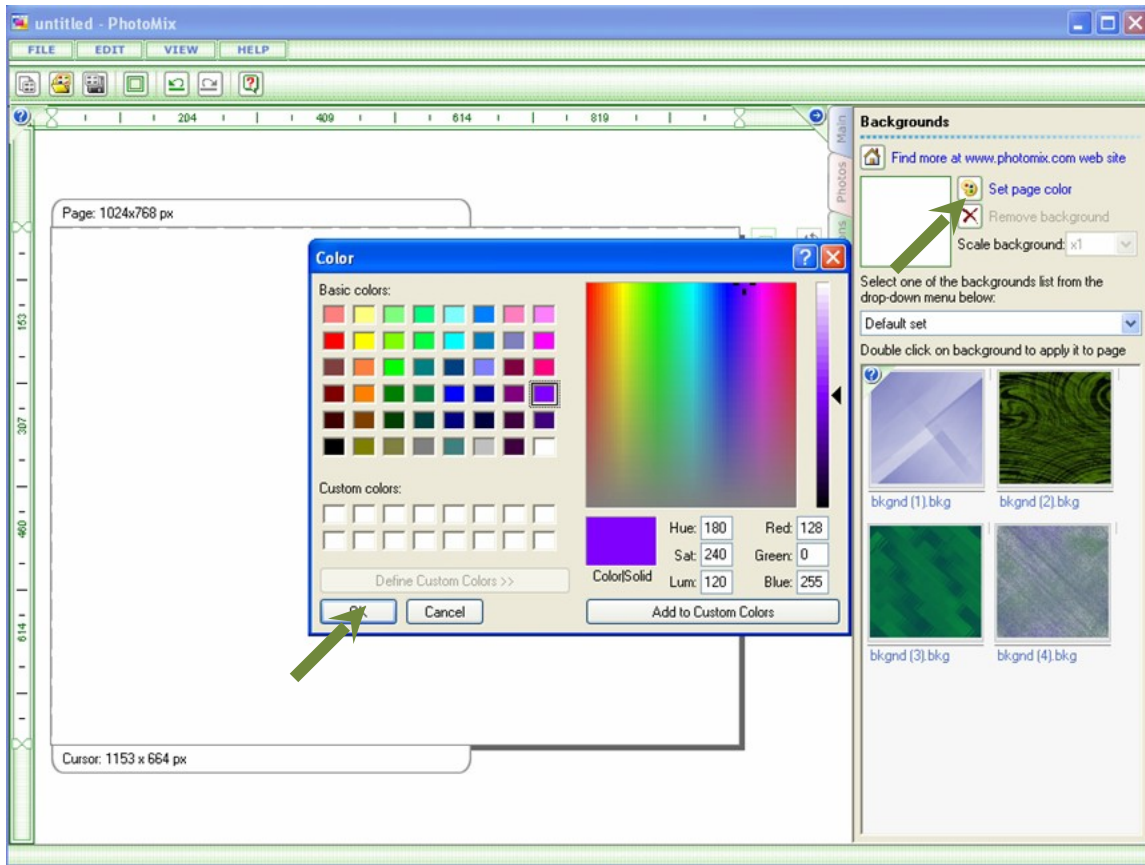 untitled - PhotoMix
FILE EDIT VIEW HELP
204 409 614 819
Main
Photos
Backgrounds
Find more at www.photomix.com web site
Set page color
Remove background
Scale background: x1
Select one of the backgrounds list from the
drop-down menu below:
Default set
Double click on background to apply it to page
bkgnd (1).bkg bkgnd (2).bkg
bkgnd (3).bkg bkgnd (4).bkg
153
307
460
614
Page: 1024x768 px
Color
Basic colors:
Custom colors:
Define Custom Colors >>
Cancel
Color|Solid
Hue: 180 Red: 128
Sat: 240 Green: 0
Lum: 120 Blue: 255
Add to Custom Colors
Cursor: 1153 x 664 px